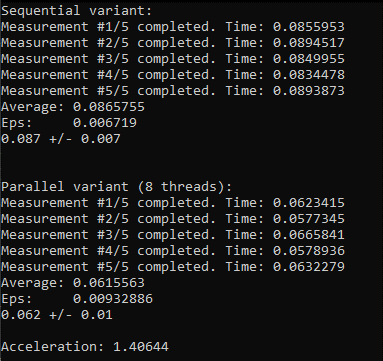 Sequential variant:
Measurement #1/5 completed. Time: 0.0855953
Measurement #2/5 completed. Time: 0.0894517
Measurement #3/5 completed. Time: 0.0849955
Measurement #4/5 completed. Time: 0.0834478
Measurement #5/5 completed. Time: 0.0893873
Average: 0.0865755
Eps: 0.006719
0.087 +/- 0.007
Parallel variant (8 threads):
Measurement #1/5 completed. Time: 0.0623415
Measurement #2/5 completed. Time: 0.0577345
Measurement #3/5 completed. Time: 0.0665841
Measurement #4/5 completed. Time: 0.0578936
Measurement #5/5 completed. Time: 0.0632279
Average: 0.0615563
Eps: 0.00932886
0.062 +/- 0.01
Acceleration: 1.40644